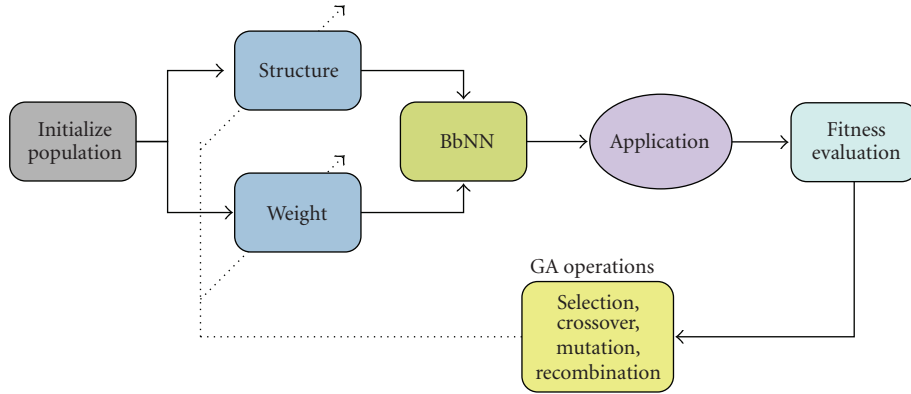 Structure
Initialize
population
BbNN
Application
Fitness
evaluation
Weight
GA operations
Selection,
crossover,
mutation,
recombination